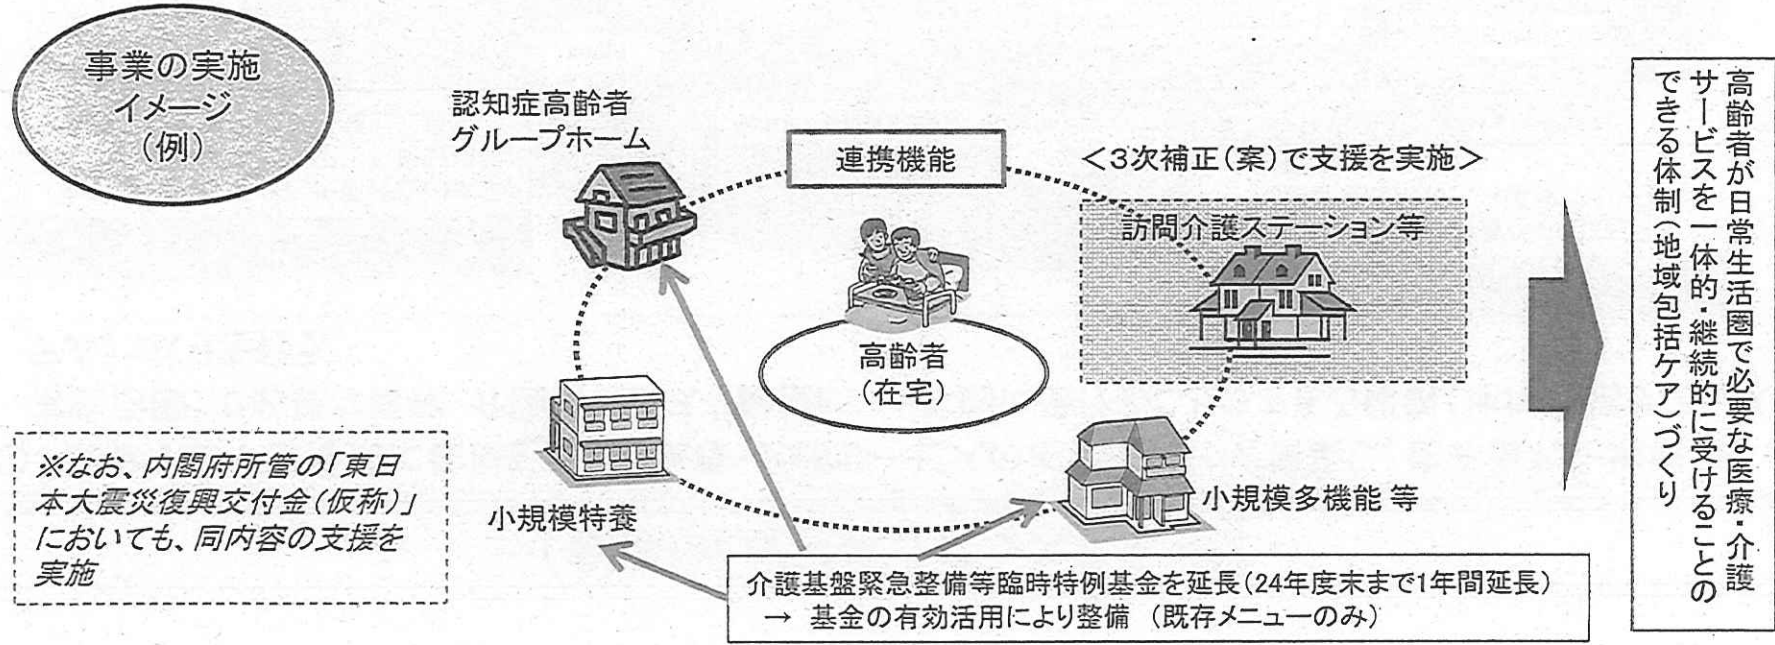 事業の実施
イメージ
(例)
認知症高齢者
グループホーム
連携機能
<3次補正(案)で支援を実施>
訪問介護ステーション等
高齢者
(在宅)
※なお、内閣府所管の「東日
本大震災復興交付金(仮称)」
においても、同内容の支援を
実施
小規模特養
小規模多機能 等
介護基盤緊急整備等臨時特例基金を延長(24年度末まで1年間延長)
→ 基金の有効活用により整備 (既存メニューのみ)
高齢者が日常生活圏で必要な医療・介護
サービスを一体的・継続的に受けることの
できる体制(地域包括ケア)づくり